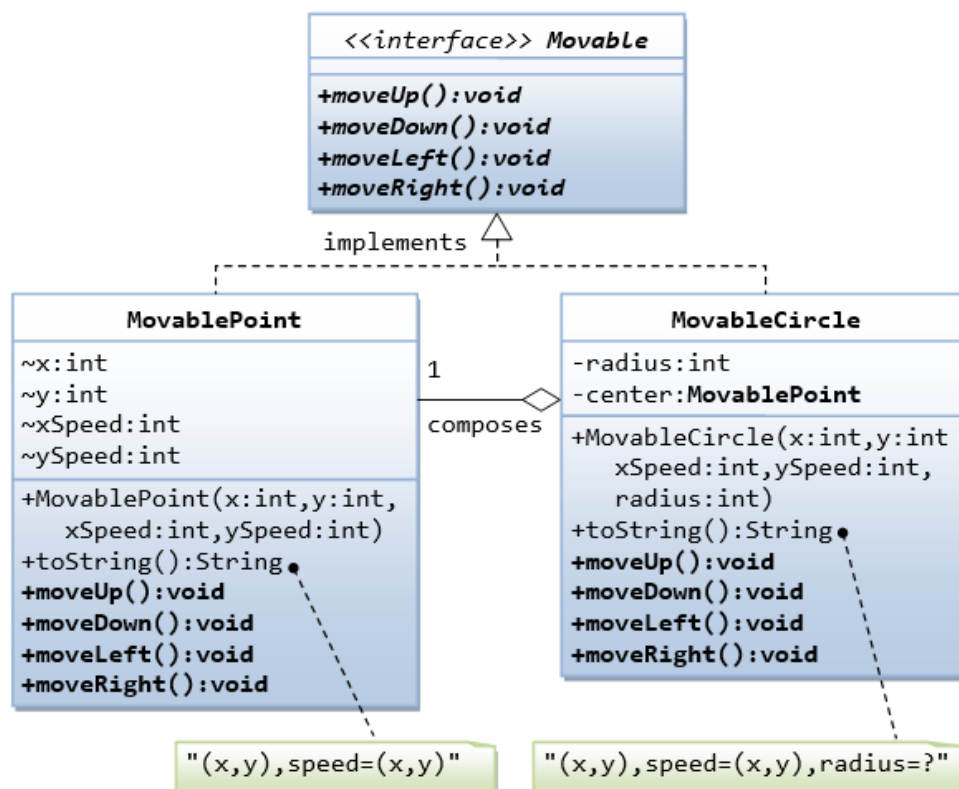 <<interface>> Movable
+moveUp():void
+moveDown():void
+moveLeft():void
+moveRight():void
implements
MovablePoint
~x:int
~y:int
~xSpeed:int
~ySpeed:int
+MovablePoint(x:int,y:int,
xSpeed:int,ySpeed:int)
+toString():String
+moveUp():void
+moveDown():void
+moveLeft():void
+moveRight():void
"(x,y),speed=(x,y)"
1
composes
MovableCircle
-radius:int
-center:MovablePoint
+MovableCircle(x:int,y:int
xSpeed:int,ySpeed:int,
radius:int)
+toString():String
+moveUp():void
+moveDown():void
+moveLeft():void
+moveRight():void
"(x,y),speed=(x,y),radius=?"